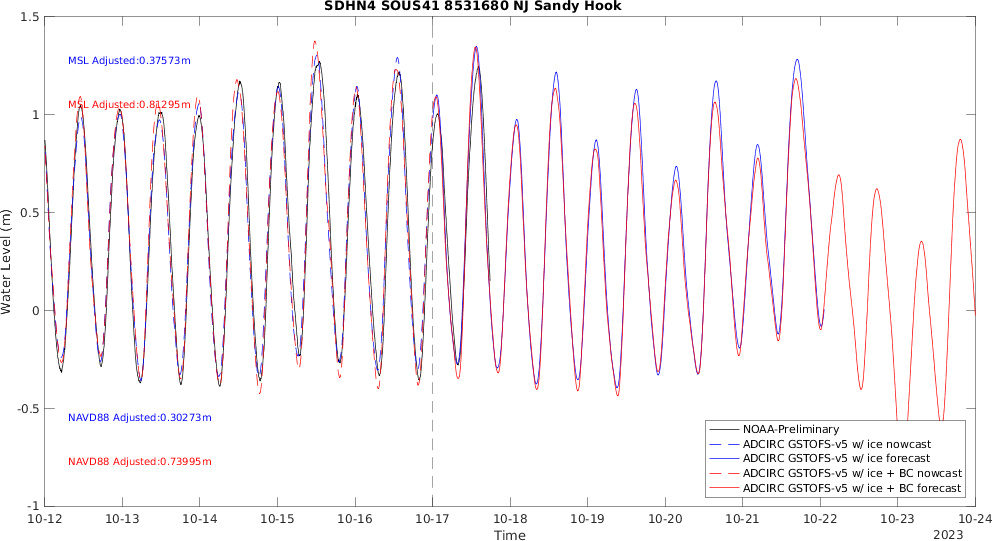 SDHN4 SOUS41 8531680 NJ Sandy Hook
1.5
MSL Adjusted:0.37573m
MSL Adjusted:0.81295m
1
0.5
Water Level (m)
0
-0.5
NAVD88 Adjusted:0.30273m
NAVD88 Adjusted:0.73995m
NOAA-Preliminary
ADCIRC GSTOFS-v5 w/ ice nowcast
ADCIRC GSTOFS-v5 w/ ice forecast
ADCIRC GSTOFS-v5 w/ ice + BC nowcast
ADCIRC GSTOFS-v5 w/ ice + BC forecast
-1
10-12 10-13 10-14 10-15 10-16 10-17 10-18 10-19 10-20 10-21 10-22 10-23 10-24
Time
2023